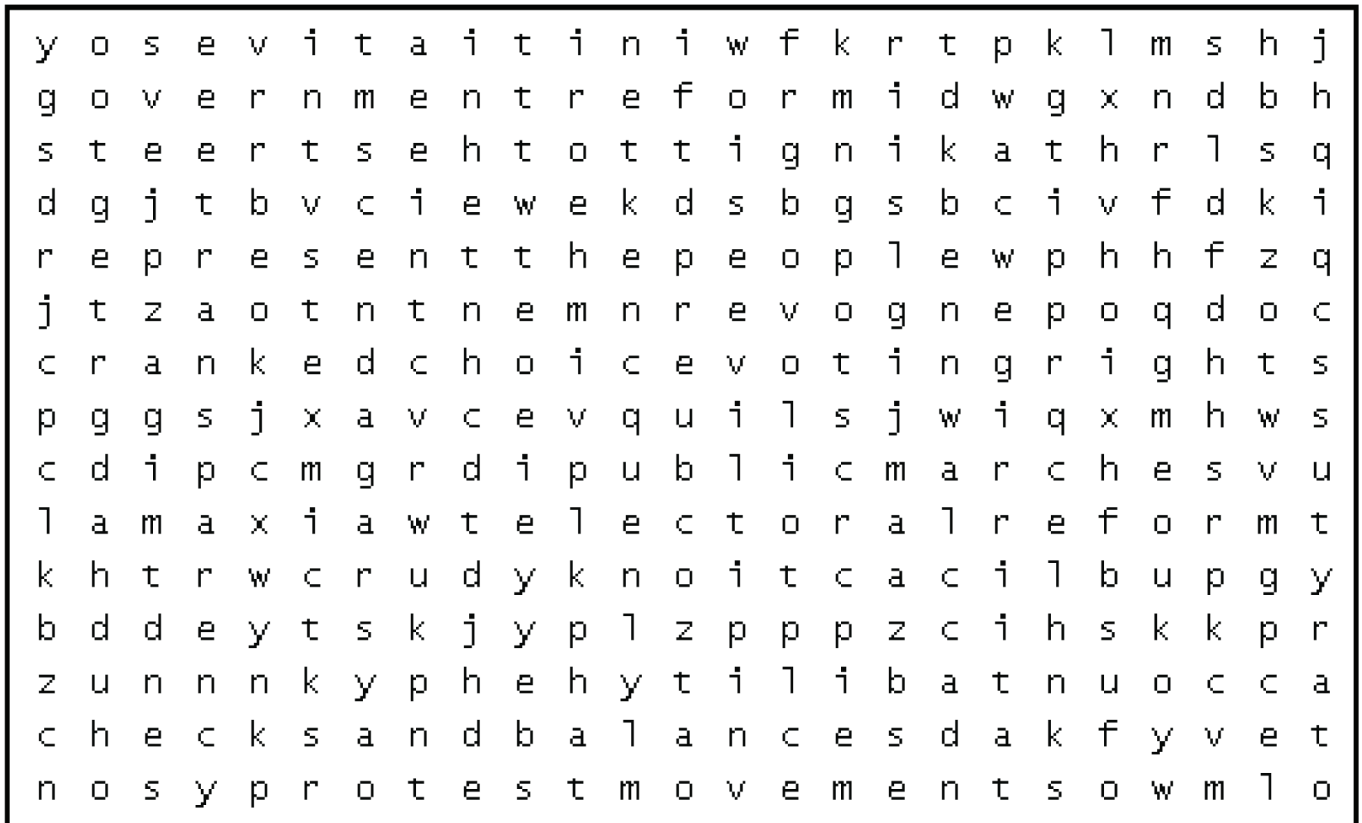 y o s e v i t a i t i n i w f k r t p k l m s h j
g o v e r n m e n t r e f o r m i d w g x n d b h
s t e e r t s e h t o t t i g n i k a t h r l s q
d g j t b v c i e w e k d s b g s b c i v f d k i
r e p r e s e n t t h e p e o p l e w p h h f z q
j t z a o t n t n e m n r e v o g n e p o q d o c
c r a n k e d c h o i c e v o t i n g r i g h t s
p g g s j x a v c e v q u i l s j w i q x m h w s
c d i p c m g r d i p u b l i c m a r c h e s v u
l a m a x i a w t e l e c t o r a l r e f o r m t
k h t r w c r u d y k n o i t c a c i l b u p g y
b d d e y t s k j y p l z p p p z c i h s k k p r
z u n n n k y p h e h y t i l i b a t n u o c c a
c h e c k s a n d b a l a n c e s d a k f y v e t
n o s y p r o t e s t m o v e m e n t s o w m l o